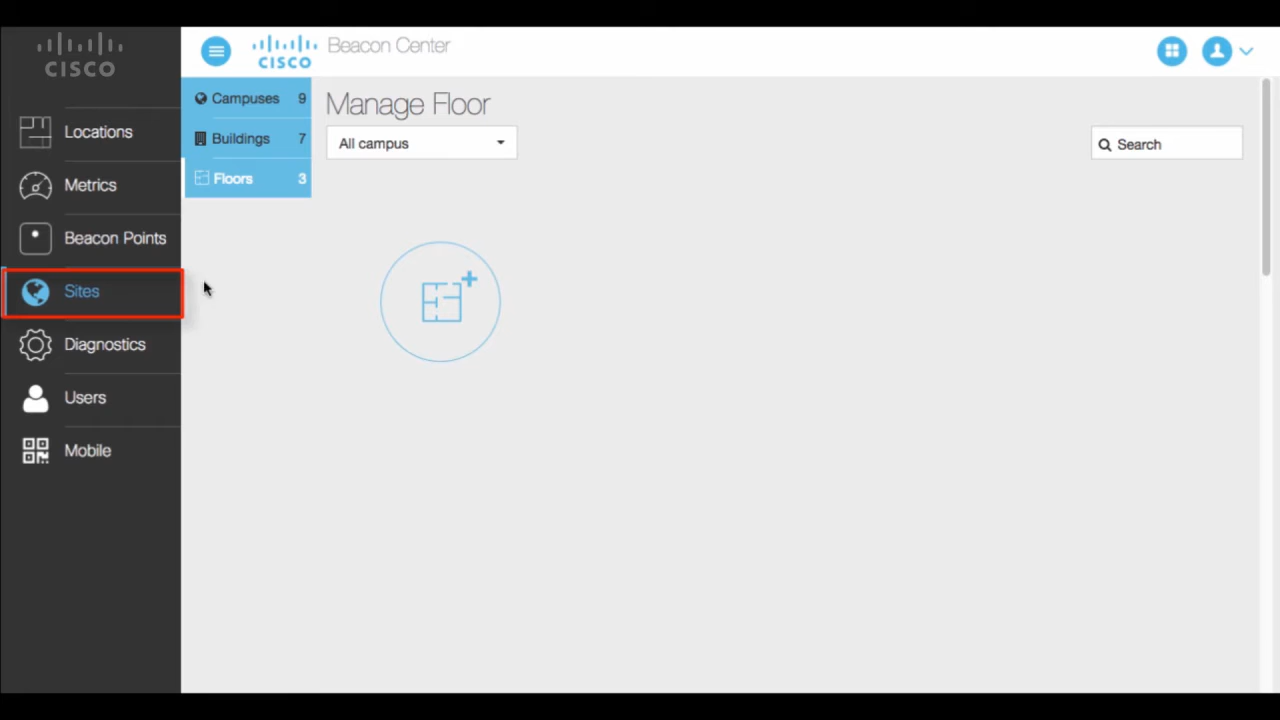 CISCO
Locations
Metrics
Beacon Points
Sites
Diagnostics
Users
Mobile
CISCO Beacon Center
Campuses 9
Buildings 7
Floors 3
Manage Floor
All campus
Search